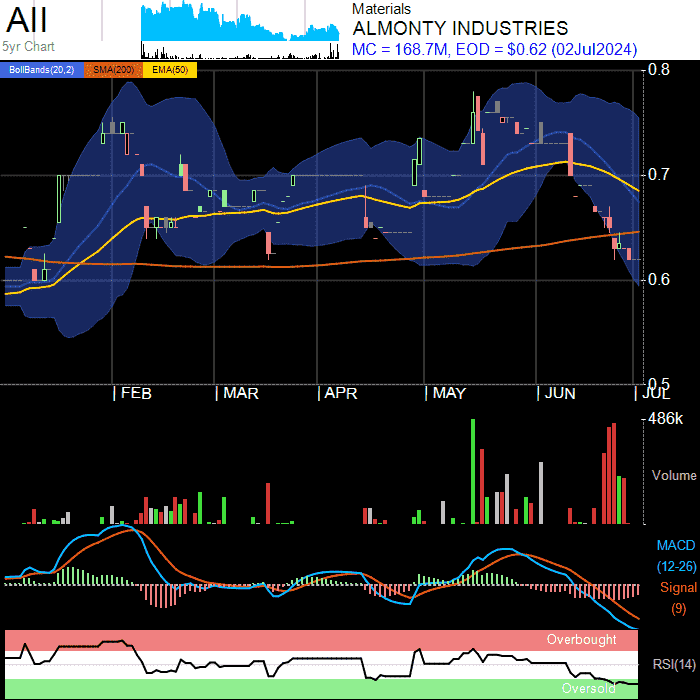 AII
5yr Chart
Materials
ALMONTY INDUSTRIES
MC = 168.7M, EOD = $0.62 (02Jul2024)
BollBands(20,2) SMA(200) EMA(50)
0.8
0.7
0.6
0.5
FEB MAR APR MAY JUN JUL
486k
Volume
MACD
(12-26)
Signal
(9)
Overbought
RSI(14)
Oversold